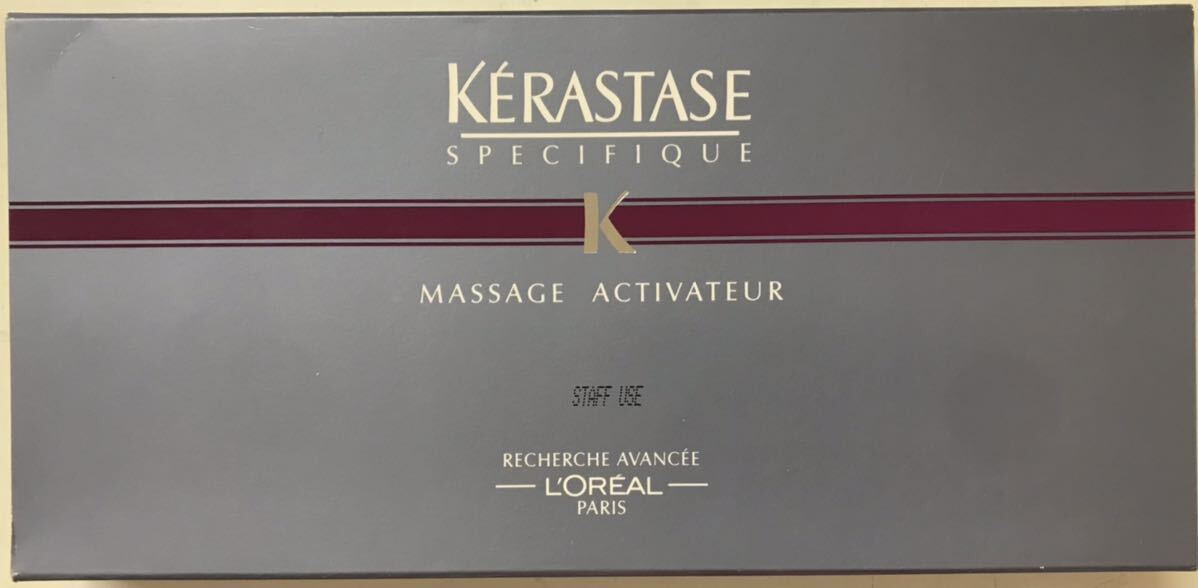 KÉRASTASE
SPECIFIQUE
K
MASSAGE ACTIVATEUR
STAFF USE
RECHERCHE AVANCÉE
L'ORÉAL
PARIS